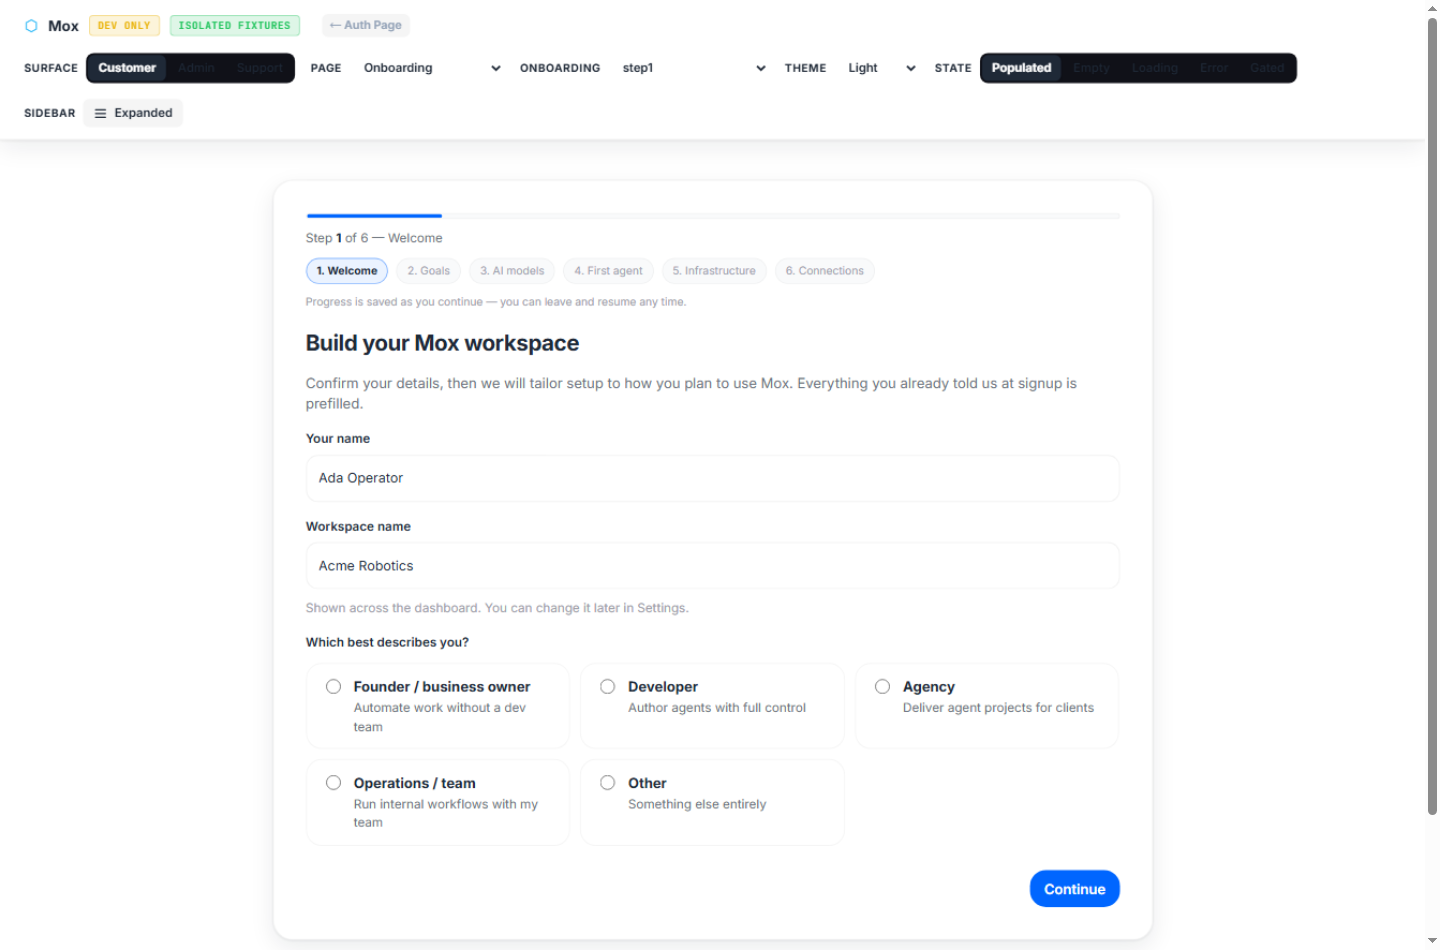 Mox DEV ONLY ISOLATED FIXTURES ← Auth Page
SURFACE Customer Admin Support PAGE Onboarding ONBOARDING step1 THEME Light STATE Populated Empty Loading Error Gated
SIDEBAR Expanded
Step 1 of 6 — Welcome
1. Welcome 2. Goals 3. AI models 4. First agent 5. Infrastructure 6. Connections
Progress is saved as you continue — you can leave and resume any time.
Build your Mox workspace
Confirm your details, then we will tailor setup to how you plan to use Mox. Everything you already told us at signup is
prefilled.
Your name
Ada Operator
Workspace name
Acme Robotics
Shown across the dashboard. You can change it later in Settings.
Which best describes you?
Founder / business owner
Automate work without a dev
team
Developer
Author agents with full control
Agency
Deliver agent projects for clients
Operations / team
Run internal workflows with my
team
Other
Something else entirely
Continue